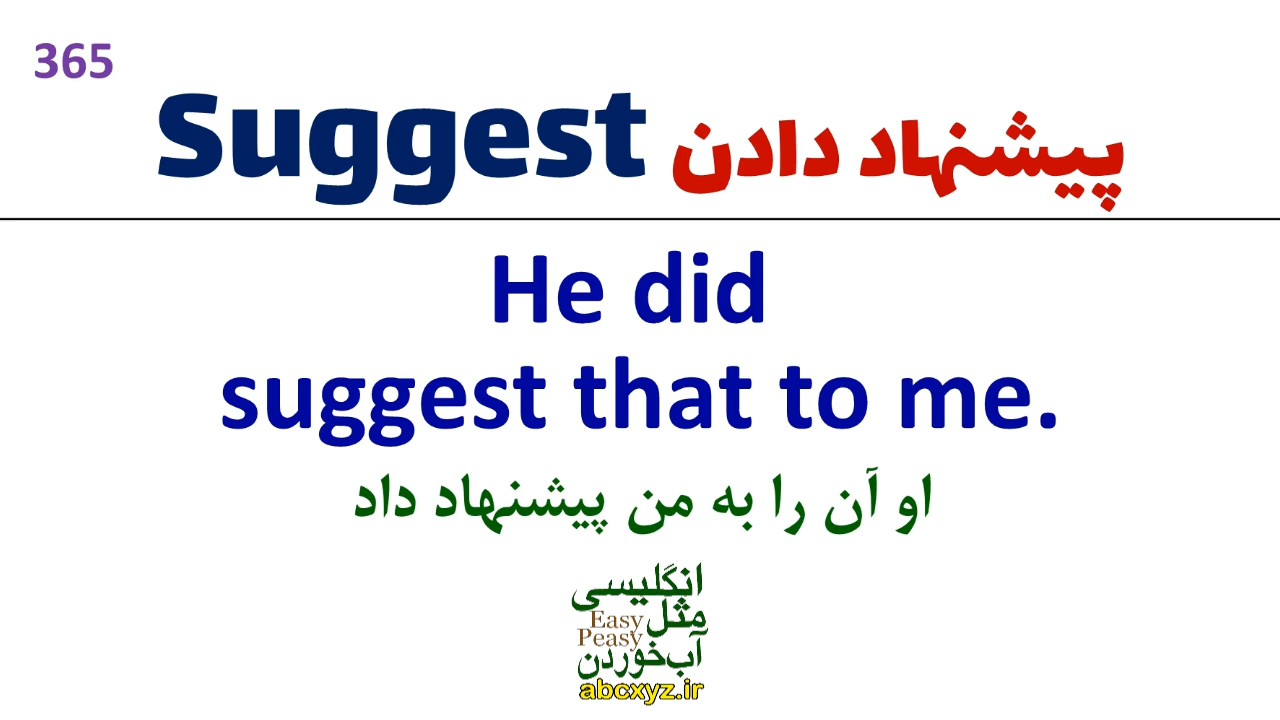 365
Suggest پیشنهاد دادن
He did
suggest that to me.
او آن را به من پیشنهاد داد
انگلیسی
مثل
Easy
Peasy
آب‌خوردن
abcxyz.ir